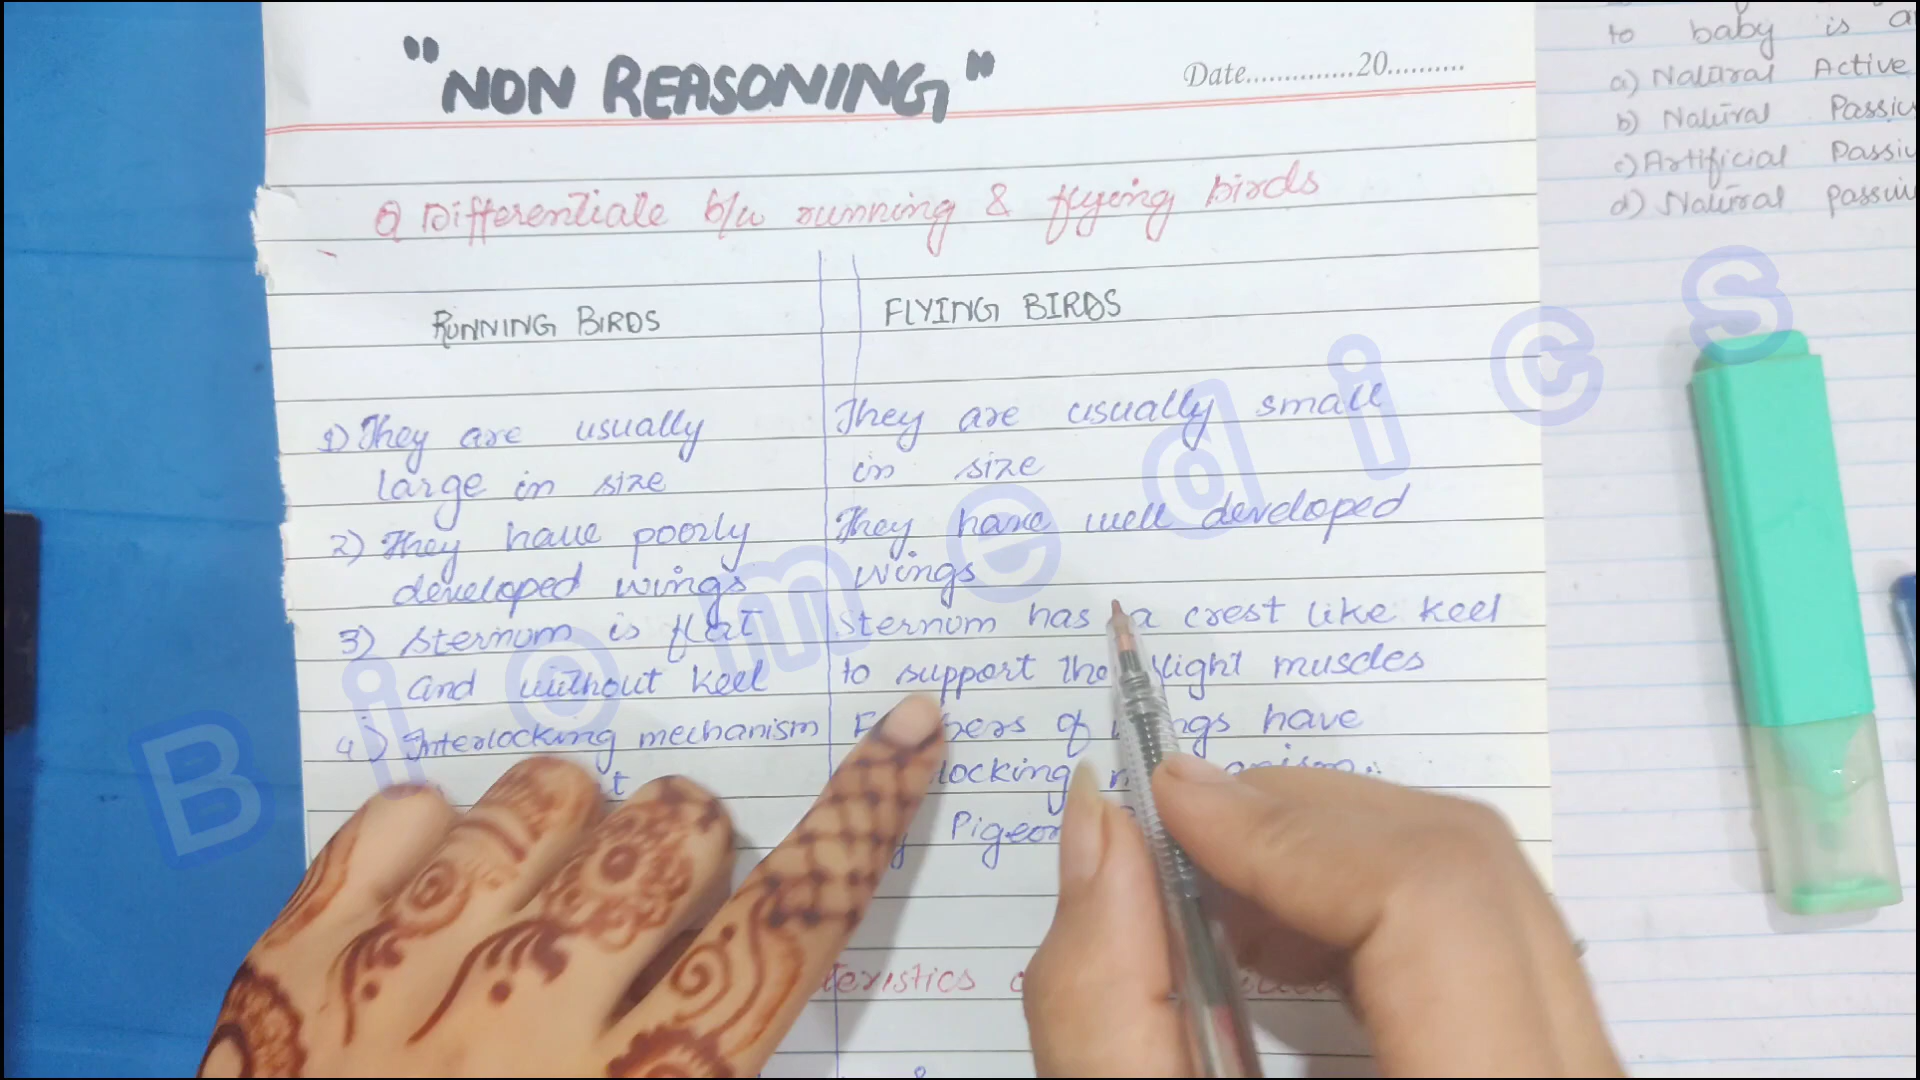 "NON REASONING"
Date..............20..........
Q Differentiate b/w running & flying birds
RUNNING BIRDS
FLYING BIRDS
1) They are usually
large in size
2) They have poorly
developed wings
3) Sternum is flat
and without keel
4) Interlocking mechanism
They are usually small
in size
They have well developed
wings
Sternum has a crest like keel
to support the flight muscles
of have
locking
Pigeon
to baby is
a) Natural Active
b) Natural
c) Artificial
d) Natural
Biomedics